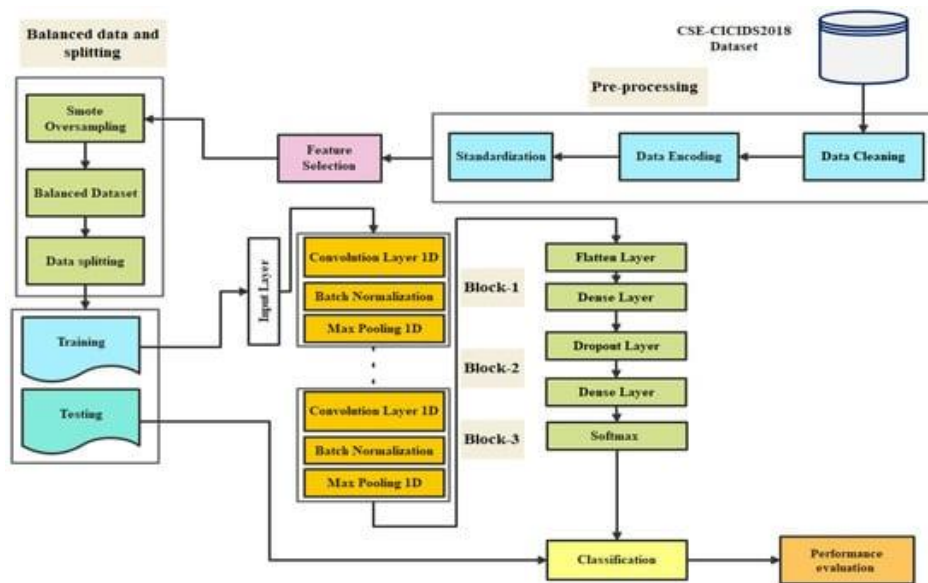 Balanced data and
splitting
CSE-CICIDS2018
Dataset
Pre-processing
Smote
Oversampling
Feature
Selection
Standardization
Data Encoding
Data Cleaning
Balanced Dataset
Data splitting
Input Layer
Convolution Layer 1D
Batch Normalization
Max Pooling 1D
Block-1
Flatten Layer
Dense Layer
Training
Block-2
Dropout Layer
Dense Layer
Testing
Convolution Layer 1D
Batch Normalization
Max Pooling 1D
Block-3
Softmax
Classification
Performance
evaluation